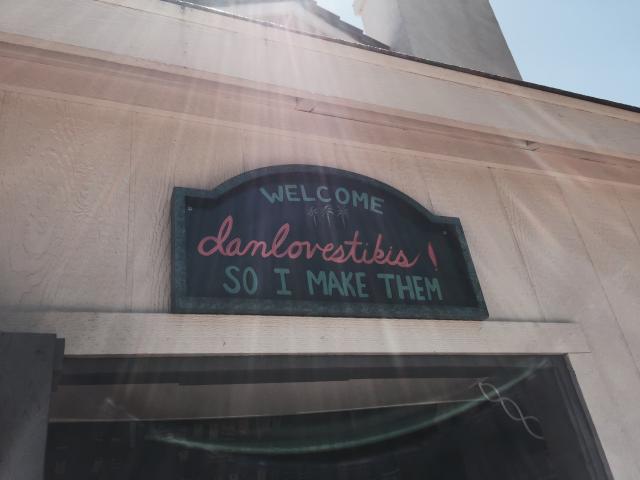 WELCOME
danlovestikis!
SO I MAKE THEM